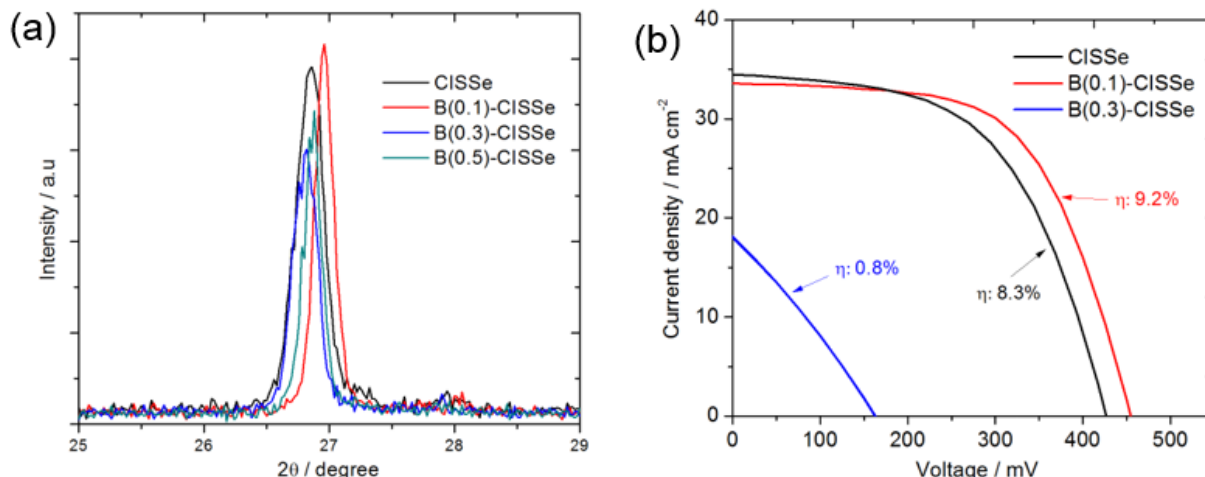 (a)
Intensity / a.u
CISSe
B(0.1)-CISSe
B(0.3)-CISSe
B(0.5)-CISSe
25
26
27
28
29
2θ / degree
(b)
Current density / mA cm-2
40
30
20
10
0
CISSe
B(0.1)-CISSe
B(0.3)-CISSe
η: 9.2%
η: 0.8%
η: 8.3%
0
100
200
300
400
500
Voltage / mV